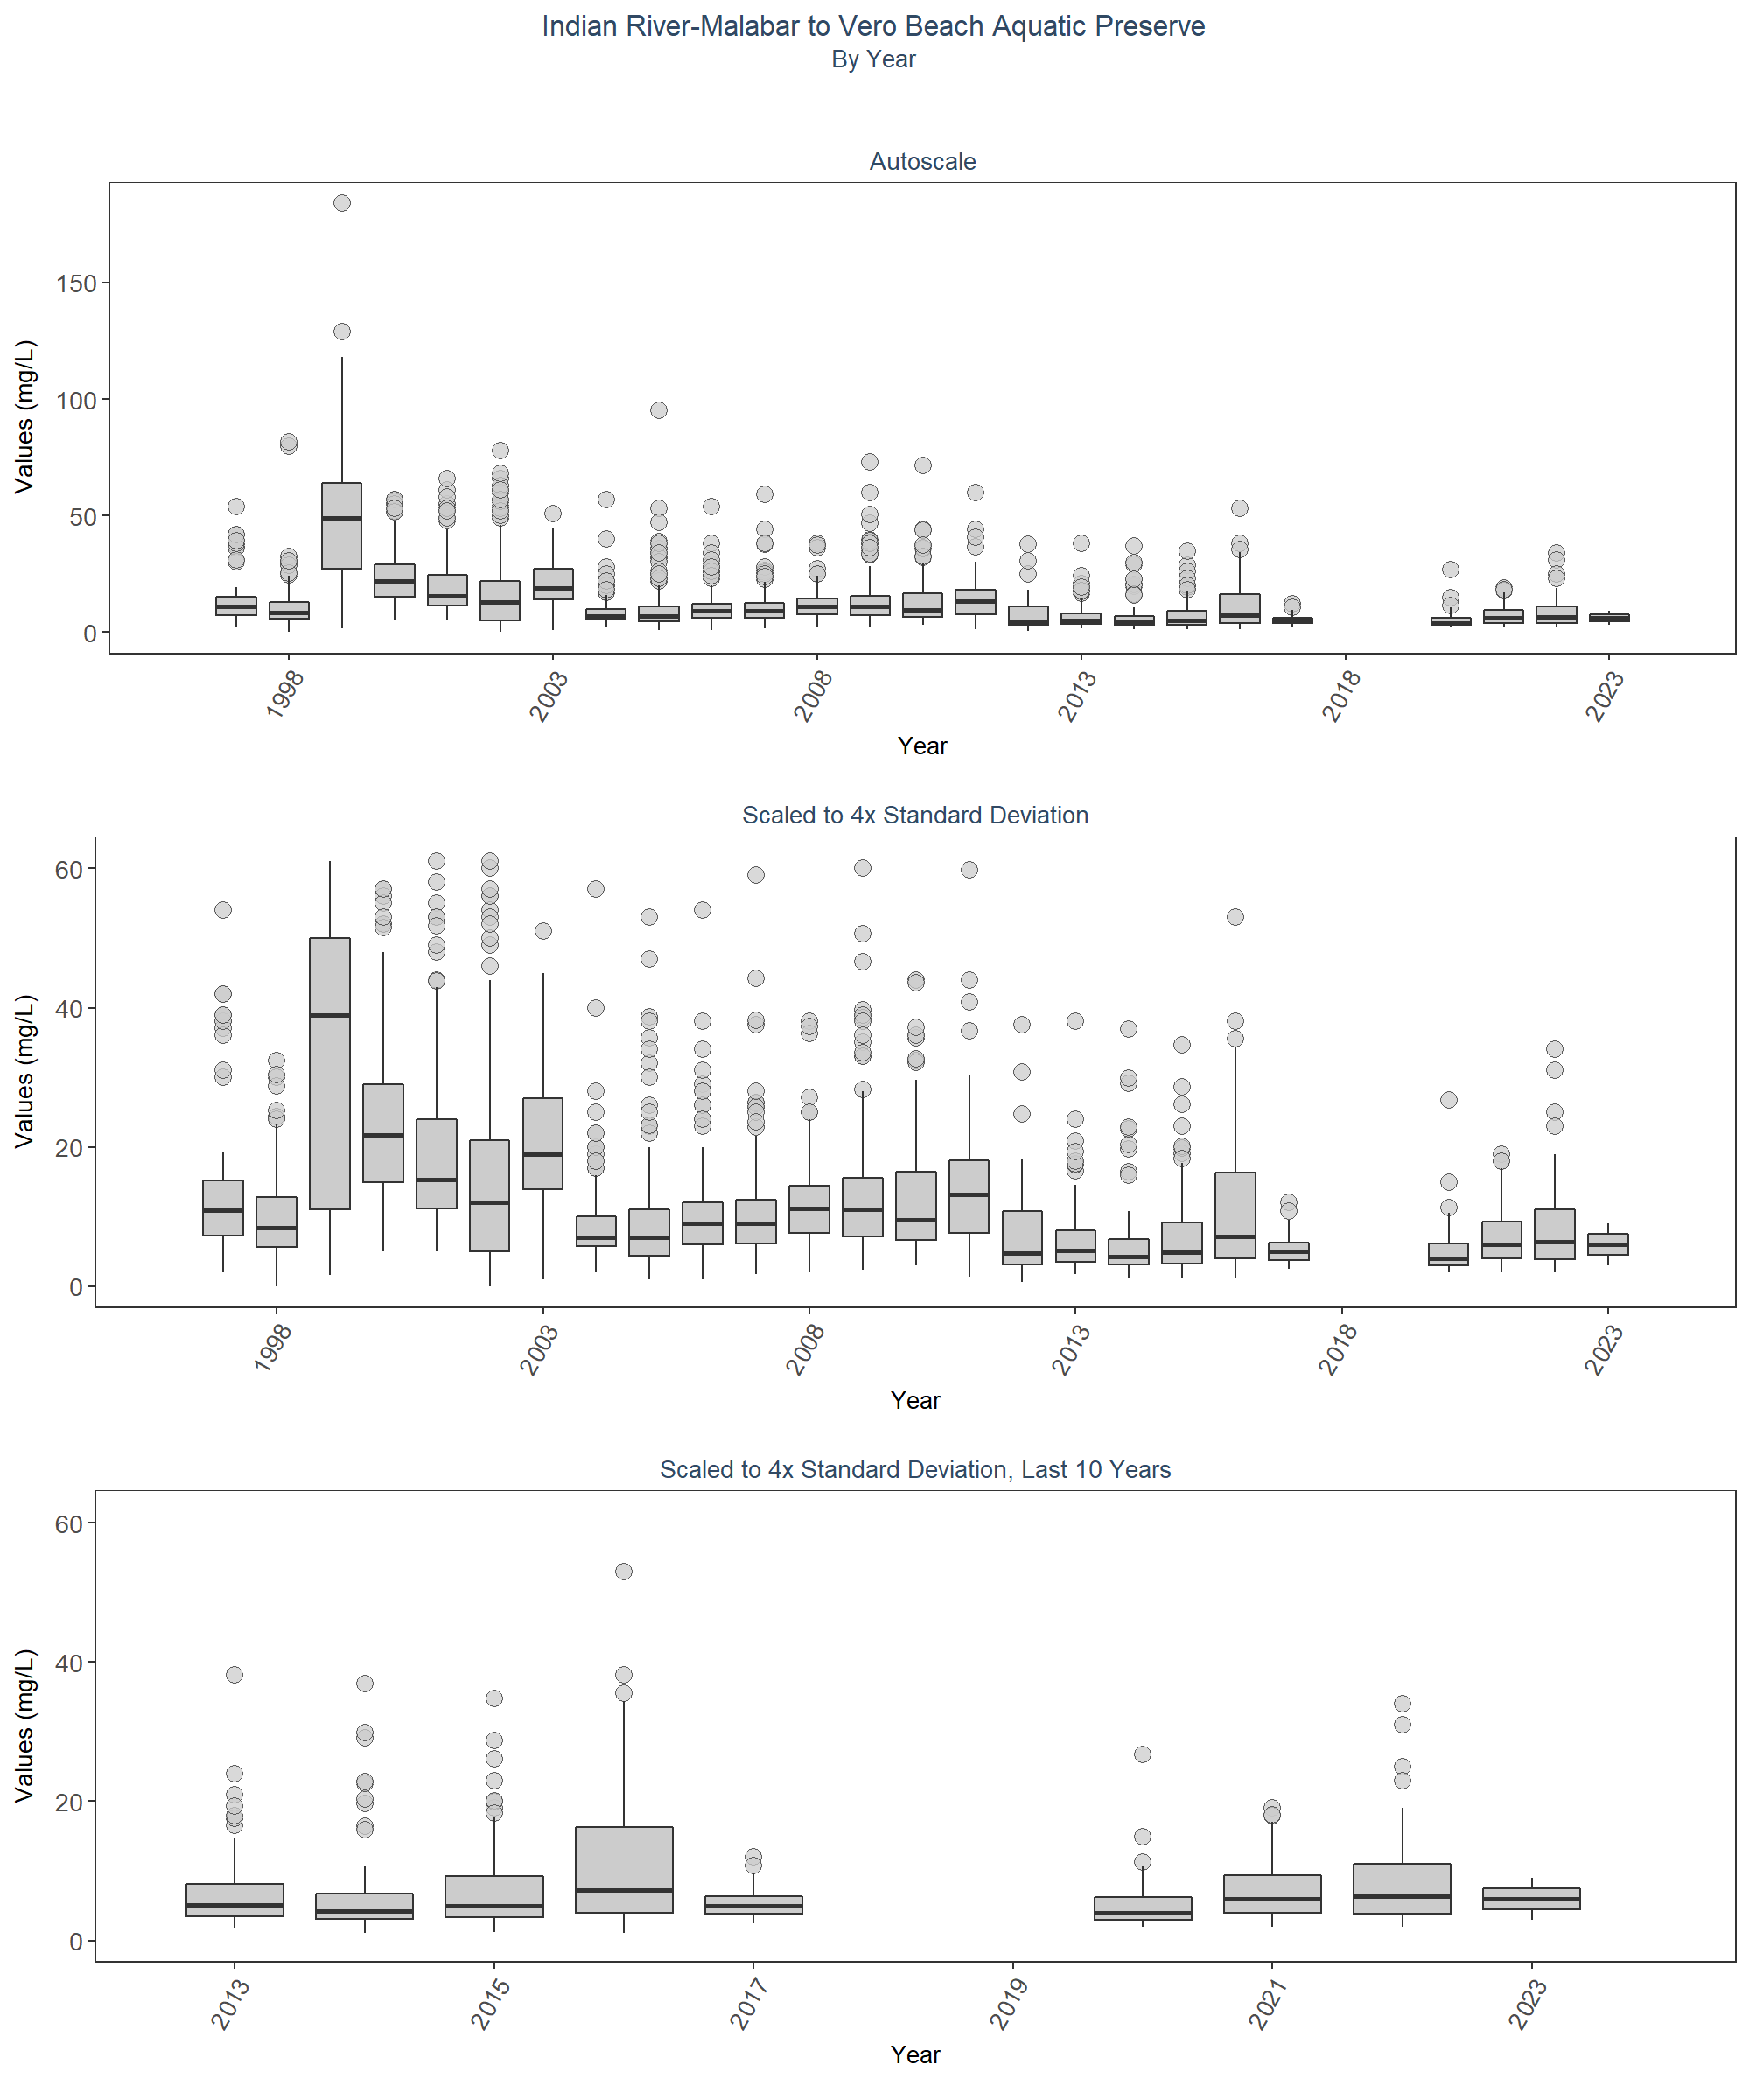 Indian River-Malabar to Vero Beach Aquatic Preserve
By Year
Autoscale
Values (mg/L)
150
100
50
0
1998
2003
2008
2013
2018
2023
Year
Scaled to 4x Standard Deviation
Values (mg/L)
60
40
20
0
1998
2003
2008
2013
2018
2023
Year
Scaled to 4x Standard Deviation, Last 10 Years
Values (mg/L)
60
40
20
0
2013
2015
2017
2019
2021
2023
Year